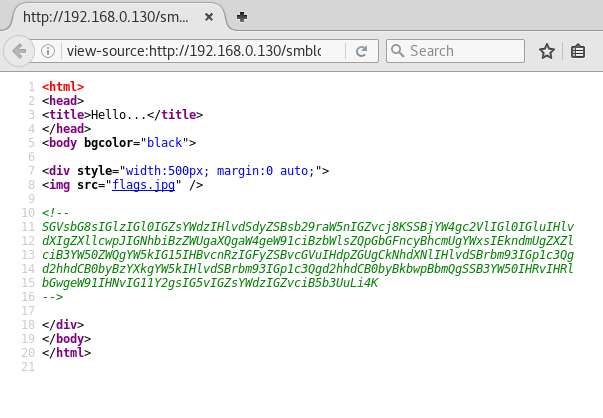 http://192.168.0.130/sm...
view-source:http://192.168.0.130/smblo
Search
1 <html>
2 <head>
3 <title>Hello...</title>
4 </head>
5 <body bgcolor="black">
6
7 <div style="width:500px; margin:0 auto;">
8 <img src="flags.jpg" />
9
10 <!--
11 SGVsbG8sIGlzIGl0IGZsYWdzIHlvdSdyZSBsb29raW5nIGZvcj8KSSBjYW4gc2VlIGl0IGluIHlv
12 dXIgZXllcwpJIGNhbiBzZWUgaXQgaW4geW91ciBzbWlsZQpGbGFncyBhcmUgYWxsIEkndmUgZXZl
13 ciB3YW50ZWQgYW5kIG15IHBvcnRzIGFyZSBvcGVuIHdpZGUgCkNhdXNlIHlvdSBrbm93IGp1c3Qg
14 d2hhdCB0byBzYXkgYW5kIHlvdSBrbm93IGp1c3Qgd2hhdCB0byBkbwpBbmQgSSB3YW50IHRvIHRl
15 bGwgeW91IHNvIG11Y2gsIG5vIGZsYWdzIGZvciB5b3UuLi4K
16 -->
17
18 </div>
19 </body>
20 </html>
21